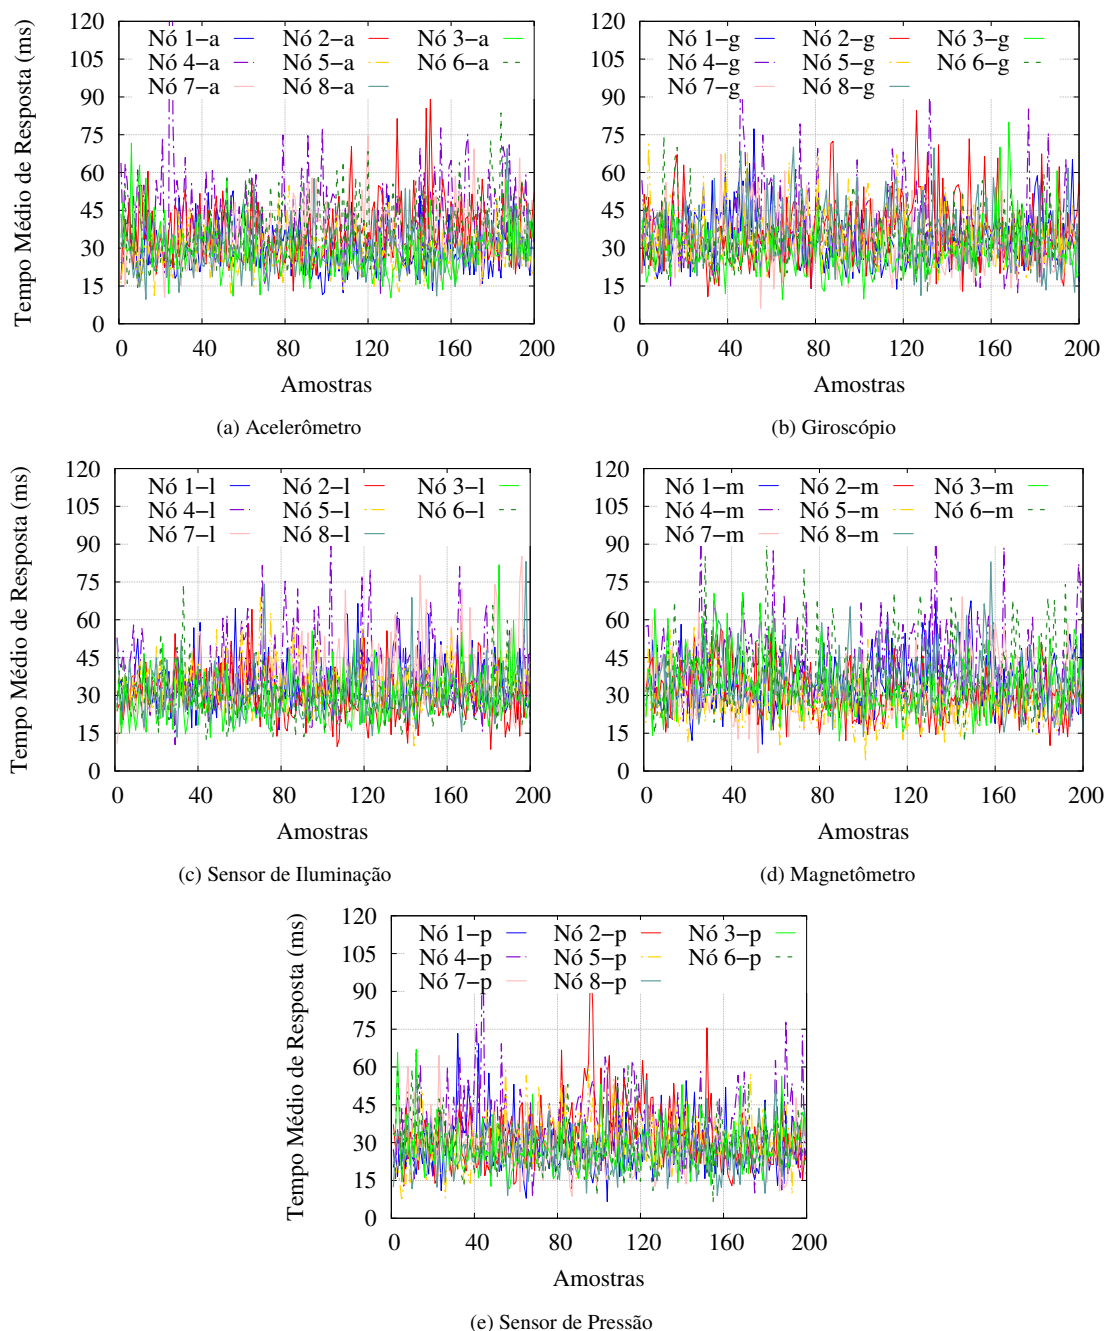 120
105
90
75
60
45
30
15
0
Tempo Médio de Resposta (ms)
Nó 1−a Nó 2−a Nó 3−a
Nó 4−a Nó 5−a Nó 6−a
Nó 7−a Nó 8−a
0 40 80 120 160 200
Amostras
(a) Acelerômetro
120
105
90
75
60
45
30
15
0
Nó 1−g Nó 2−g Nó 3−g
Nó 4−g Nó 5−g Nó 6−g
Nó 7−g Nó 8−g
0 40 80 120 160 200
Amostras
(b) Giroscópio
120
105
90
75
60
45
30
15
0
Tempo Médio de Resposta (ms)
Nó 1−l Nó 2−l Nó 3−l
Nó 4−l Nó 5−l Nó 6−l
Nó 7−l Nó 8−l
0 40 80 120 160 200
Amostras
(c) Sensor de Iluminação
120
105
90
75
60
45
30
15
0
Nó 1−m Nó 2−m Nó 3−m
Nó 4−m Nó 5−m Nó 6−m
Nó 7−m Nó 8−m
0 40 80 120 160 200
Amostras
(d) Magnetômetro
120
105
90
75
60
45
30
15
0
Tempo Médio de Resposta (ms)
Nó 1−p Nó 2−p Nó 3−p
Nó 4−p Nó 5−p Nó 6−p
Nó 7−p Nó 8−p
0 40 80 120 160 200
Amostras
(e) Sensor de Pressão